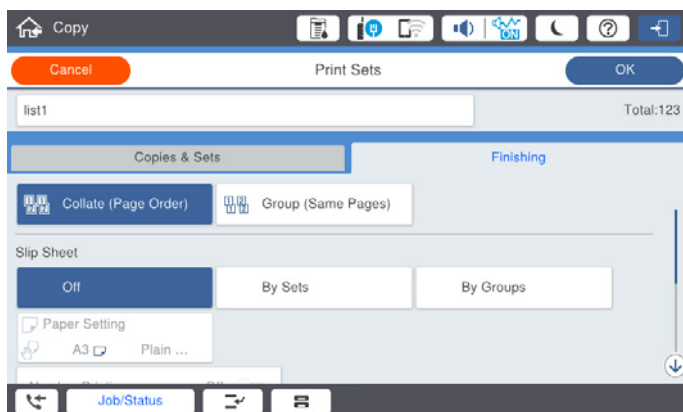 Copy
ON
Cancel
Print Sets
OK
list1
Total:123
Copies & Sets
Finishing
Collate (Page Order)
Group (Same Pages)
Slip Sheet
Off
By Sets
By Groups
Paper Setting
A3
Plain ...
Job/Status